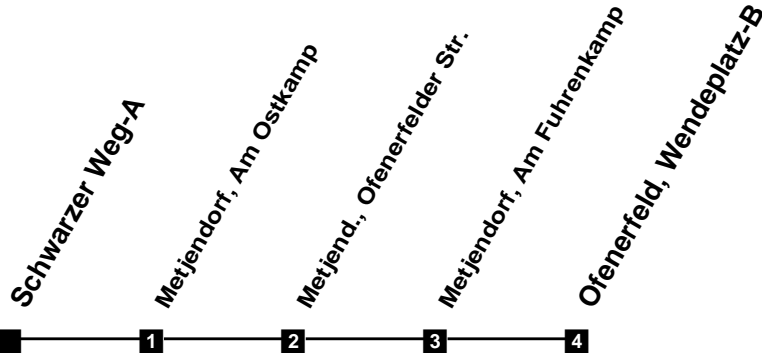 Schwarzer Weg-A
Metjendorf, Am Ostkamp
Metjend., Ofenerfelder Str.
Metjendorf, Am Fuhrenkamp
Ofenerfeld, Wendeplatz-B
1
2
3
4